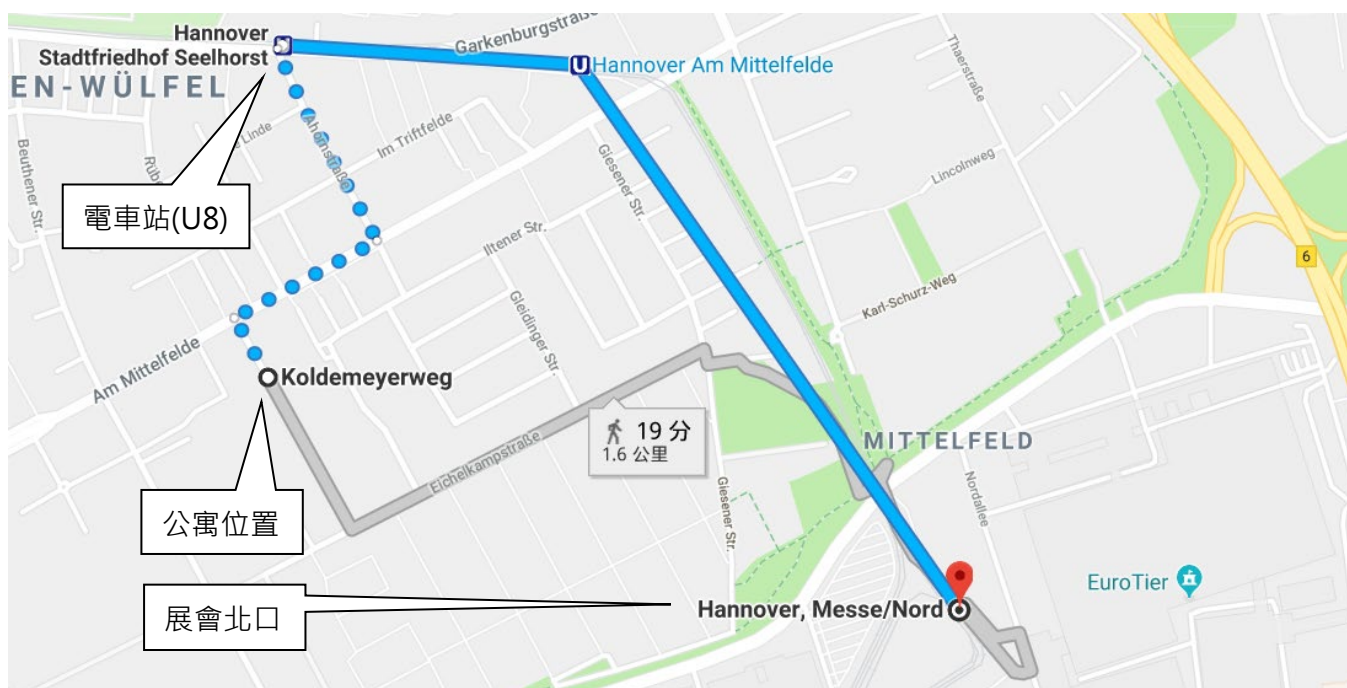 Hannover
Stadtfriedhof Seelhorst
Garkenburgstraße
Hannover Am Mittelfelde
Thaerstraße
EN-WÜLFEL
Linde
Ahornstraße
Im Triftfelde
Beuthener Str.
Rübe
Giesener Str.
Lincolnweg
電車站(U8)
Iltener Str.
6
Karl-Schurz-Weg
Gleidinger Str.
Am Mittelfelde
Koldemeyerweg
19 分
1.6 公里
MITTELFELD
Eichelkampstraße
Giesener Str.
Nordallee
公寓位置
EuroTier
展會北口
Hannover, Messe/Nord